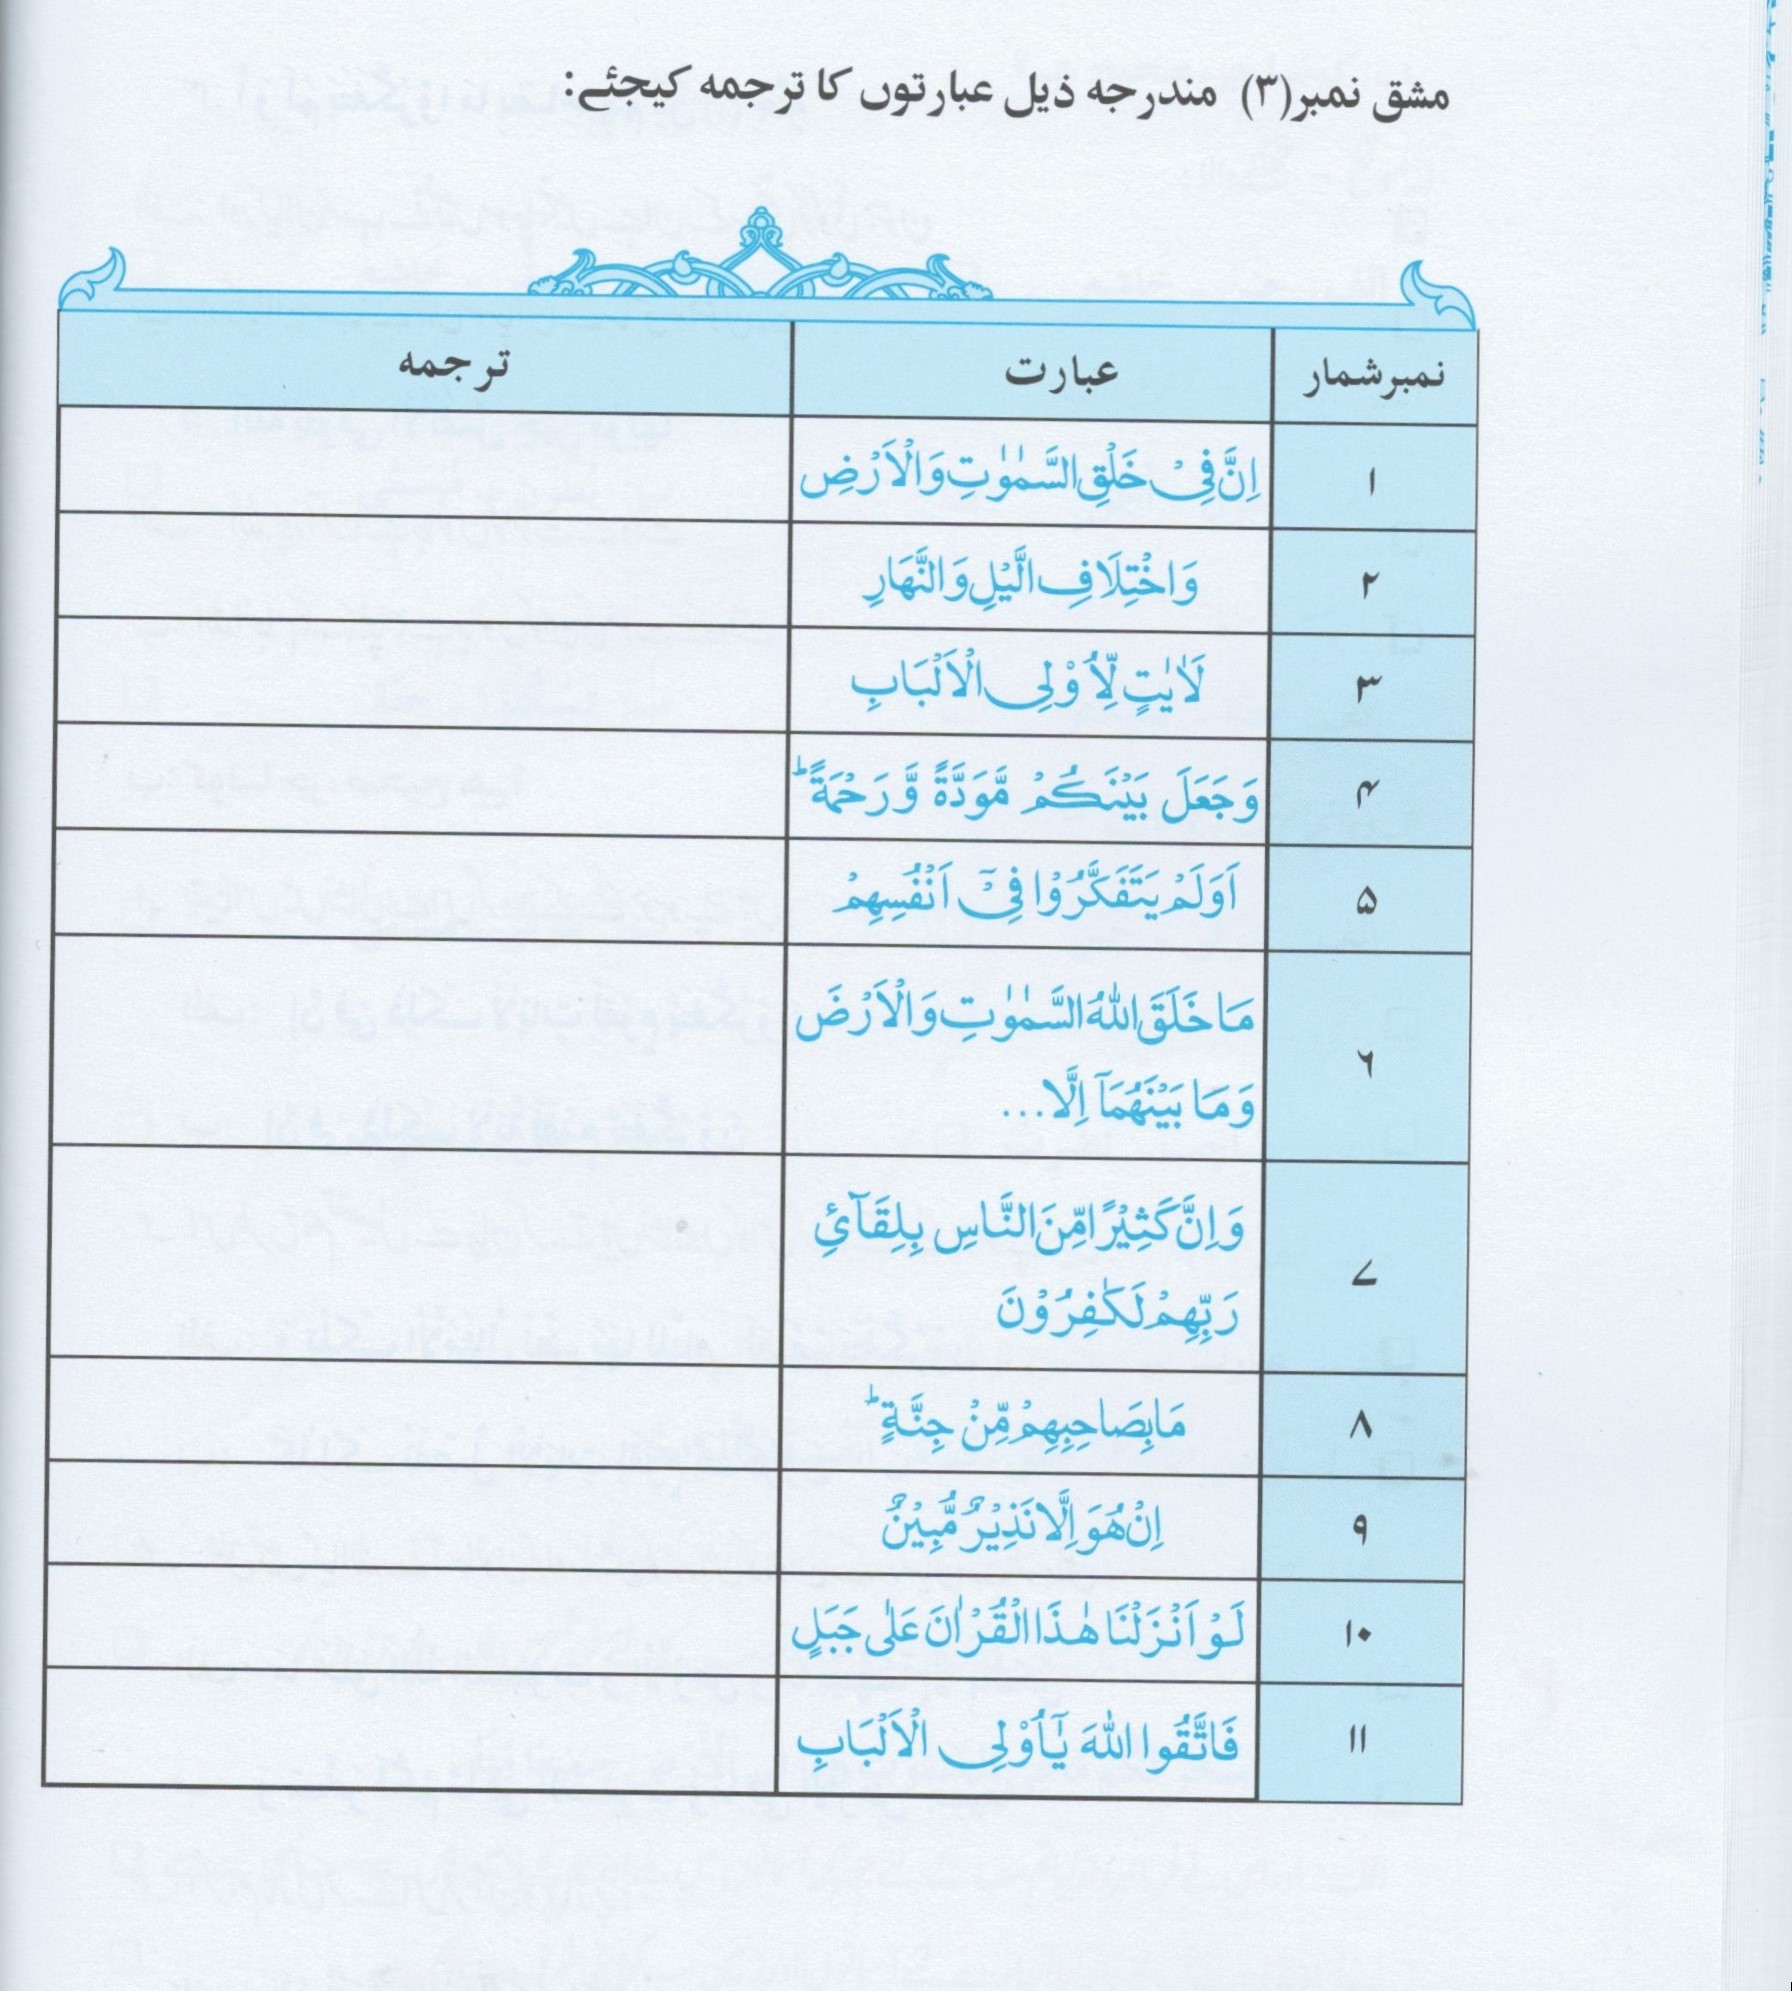 مشق نمبر(۳) مندرجہ ذیل عبارتوں کا ترجمہ کیجئے:
نمبرشمار عبارت ترجمہ
۱ اِنَّ فِیْ خَلْقِ السَّمٰوٰتِ وَالْاَرْضِ
۲ وَاخْتِلَافِ الَّیْلِ وَالنَّهَارِ
۳ لَاٰیٰتٍ لِّاُوْلِی الْاَلْبَابِ
۴ وَجَعَلَ بَیْنَكُمْ مَّوَدَّةً وَّرَحْمَةً ؕ
۵ اَوَلَمْ یَتَفَكَّرُوْا فِیْۤ اَنْفُسِهِمْ
۶ مَا خَلَقَ اللّٰهُ السَّمٰوٰتِ وَالْاَرْضَ
وَمَا بَیْنَهُمَاۤ اِلَّا...
۷ وَاِنَّ كَثِیْرًا مِّنَ النَّاسِ بِلِقَآئِ
رَبِّهِمْ لَكٰفِرُوْنَ
۸ مَا بِصَاحِبِهِمْ مِّنْ جِنَّةٍ ؕ
۹ اِنْ هُوَ اِلَّا نَذِیْرٌ مُّبِیْنٌ
۱۰ لَوْ اَنْزَلْنَا هٰذَا الْقُرْاٰنَ عَلٰی جَبَلٍ
۱۱ فَاتَّقُوا اللّٰهَ یٰۤاُوْلِی الْاَلْبَابِ